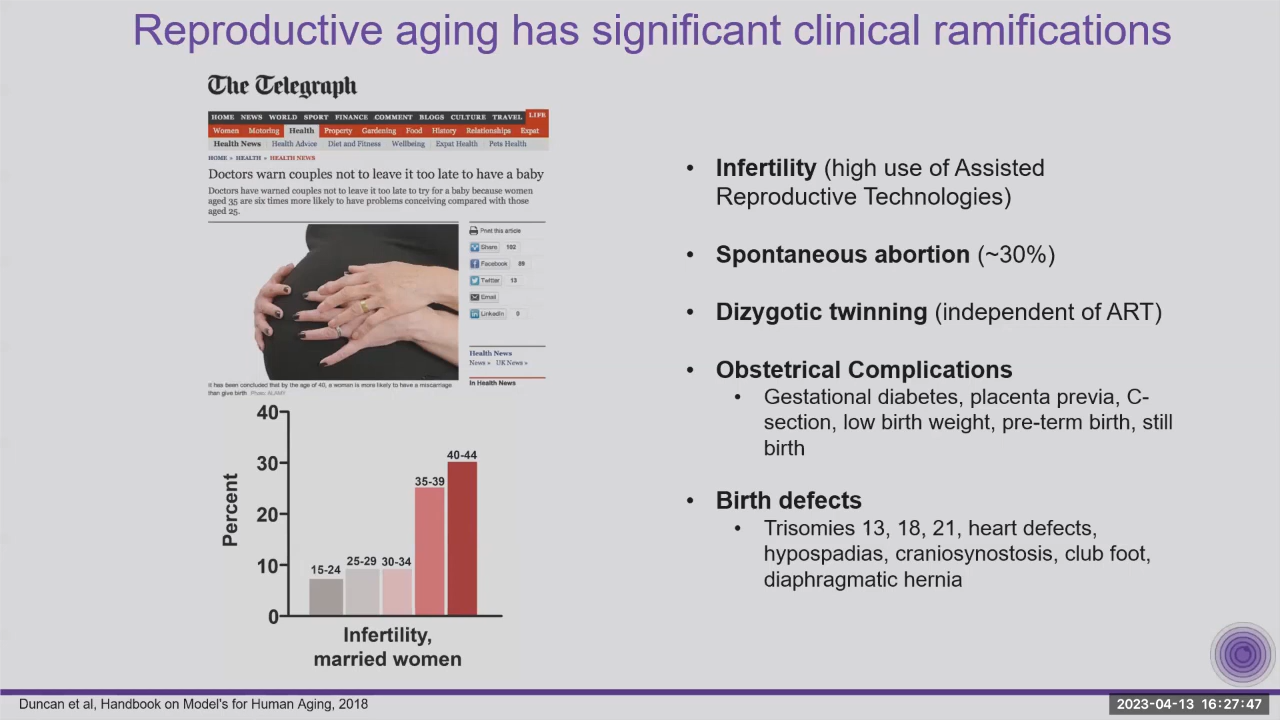 Reproductive aging has significant clinical ramifications
The Telegraph
HOME NEWS WORLD SPORT FINANCE COMMENT BLOGS CULTURE TRAVEL LIFE
Women Motoring Health Property Gardening Food History Relationships Expat
Health News Health Advice Diet and Fitness Wellbeing Expat Health Pets Health
HOME » HEALTH » HEALTH NEWS
Doctors warn couples not to leave it too late to have a baby
Doctors have warned couples not to leave it too late to try for a baby because women
aged 35 are six times more likely to have problems conceiving compared with those
aged 25.
Print this article
Share 102
Facebook 89
Twitter 13
Email
LinkedIn 0
Health News
News » UK News »
In Health News
It has been concluded that by the age of 40, a woman is more likely to have a miscarriage
than give birth Photo: ALAMY
40
30
20
10
0
Percent
15-24
25-29
30-34
35-39
40-44
Infertility,
married women
• Infertility (high use of Assisted
Reproductive Technologies)
• Spontaneous abortion (~30%)
• Dizygotic twinning (independent of ART)
• Obstetrical Complications
• Gestational diabetes, placenta previa, C-
section, low birth weight, pre-term birth, still
birth
• Birth defects
• Trisomies 13, 18, 21, heart defects,
hypospadias, craniosynostosis, club foot,
diaphragmatic hernia
Duncan et al, Handbook on Model's for Human Aging, 2018
2023-04-13 16:27:47